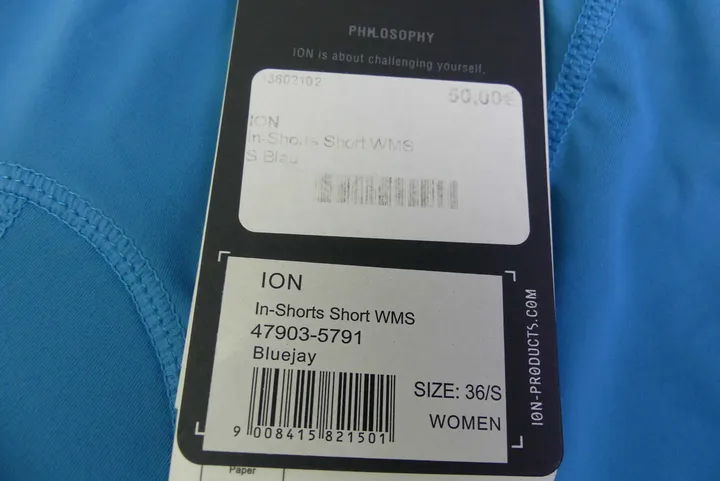 PHILOSOPHY
ION is about challenging yourself.
3602102
50,00€
ION
In-Shorts Short WMS
S Blau
ION
In-Shorts Short WMS
47903-5791
Bluejay
SIZE: 36/S
WOMEN
9 008415 821501
ION-PRODUCTS.COM
Paper